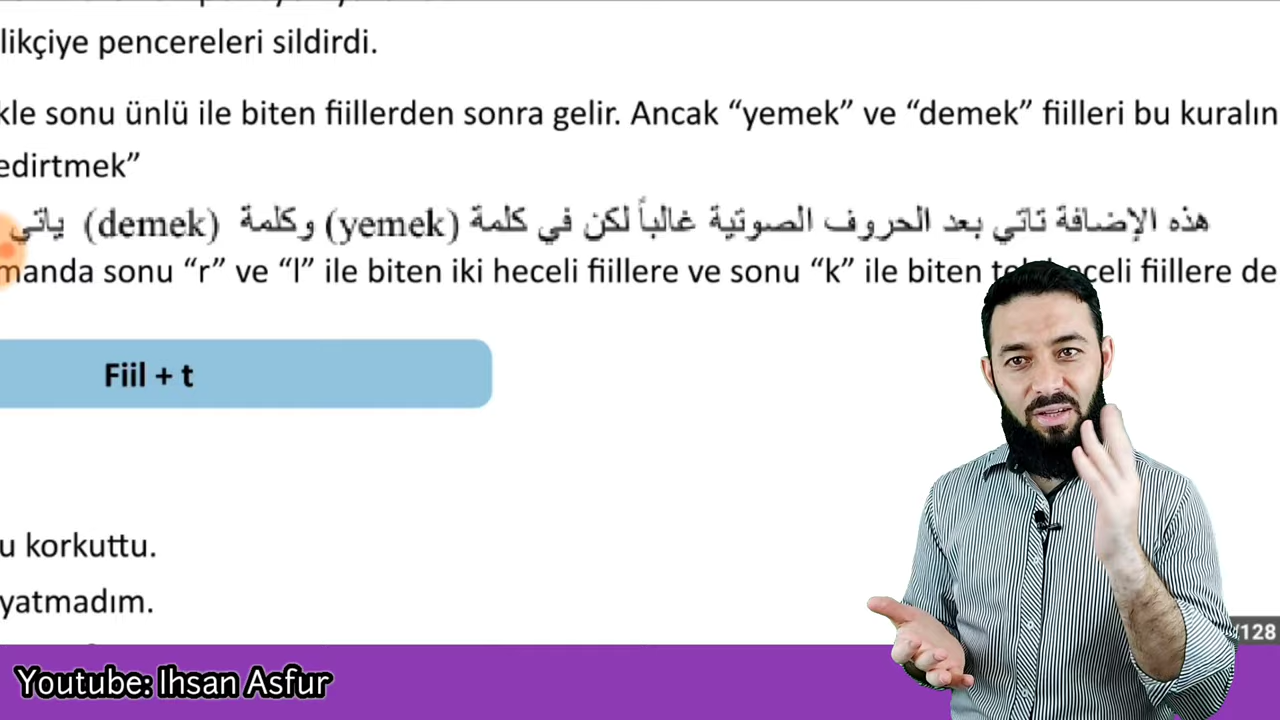 likçiye pencereleri sildirdi.
kle sonu ünlü ile biten fiillerden sonra gelir. Ancak “yemek” ve “demek” fiilleri bu kuralın
edirtmek”
هذه الإضافة تاتي بعد الحروف الصوتية غالباً لكن في كلمة (yemek) وكلمة (demek) ياتي
manda sonu “r” ve “l” ile biten iki heceli fiillere ve sonu “k” ile biten heceli fiillere de
Fiil + t
u korkuttu.
yatmadım.
/128
Youtube: Ihsan Asfur